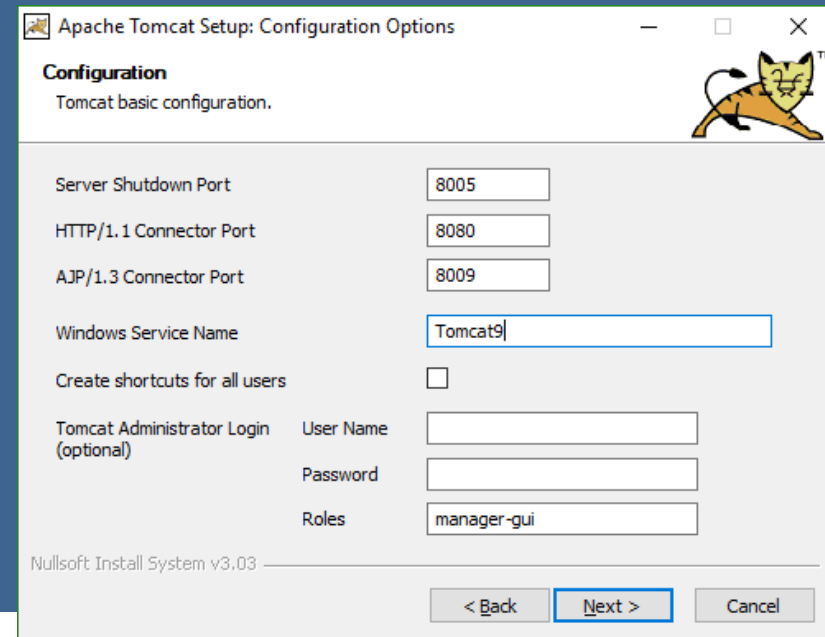 Apache Tomcat Setup: Configuration Options
Configuration
Tomcat basic configuration.
Server Shutdown Port 8005
HTTP/1.1 Connector Port 8080
AJP/1.3 Connector Port 8009
Windows Service Name Tomcat9
Create shortcuts for all users
Tomcat Administrator Login User Name
(optional)
Password
Roles manager-gui
Nullsoft Install System v3.03
< Back Next > Cancel